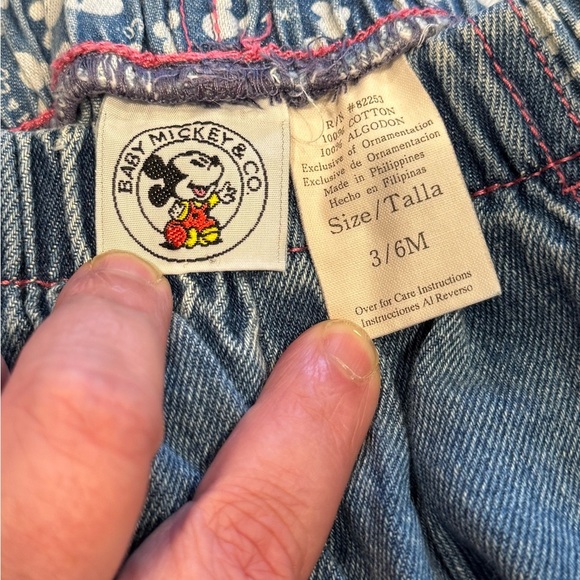 BABY MICKEY & CO.
R/N #82253
100% COTTON
100% ALGODON
Exclusive of Ornamentation
Exclusive de Ornamentacion
Made in Philippines
Hecho en Filipinas
Size/Talla
3/6M
Over for Care Instructions
Instrucciones Al Reverso